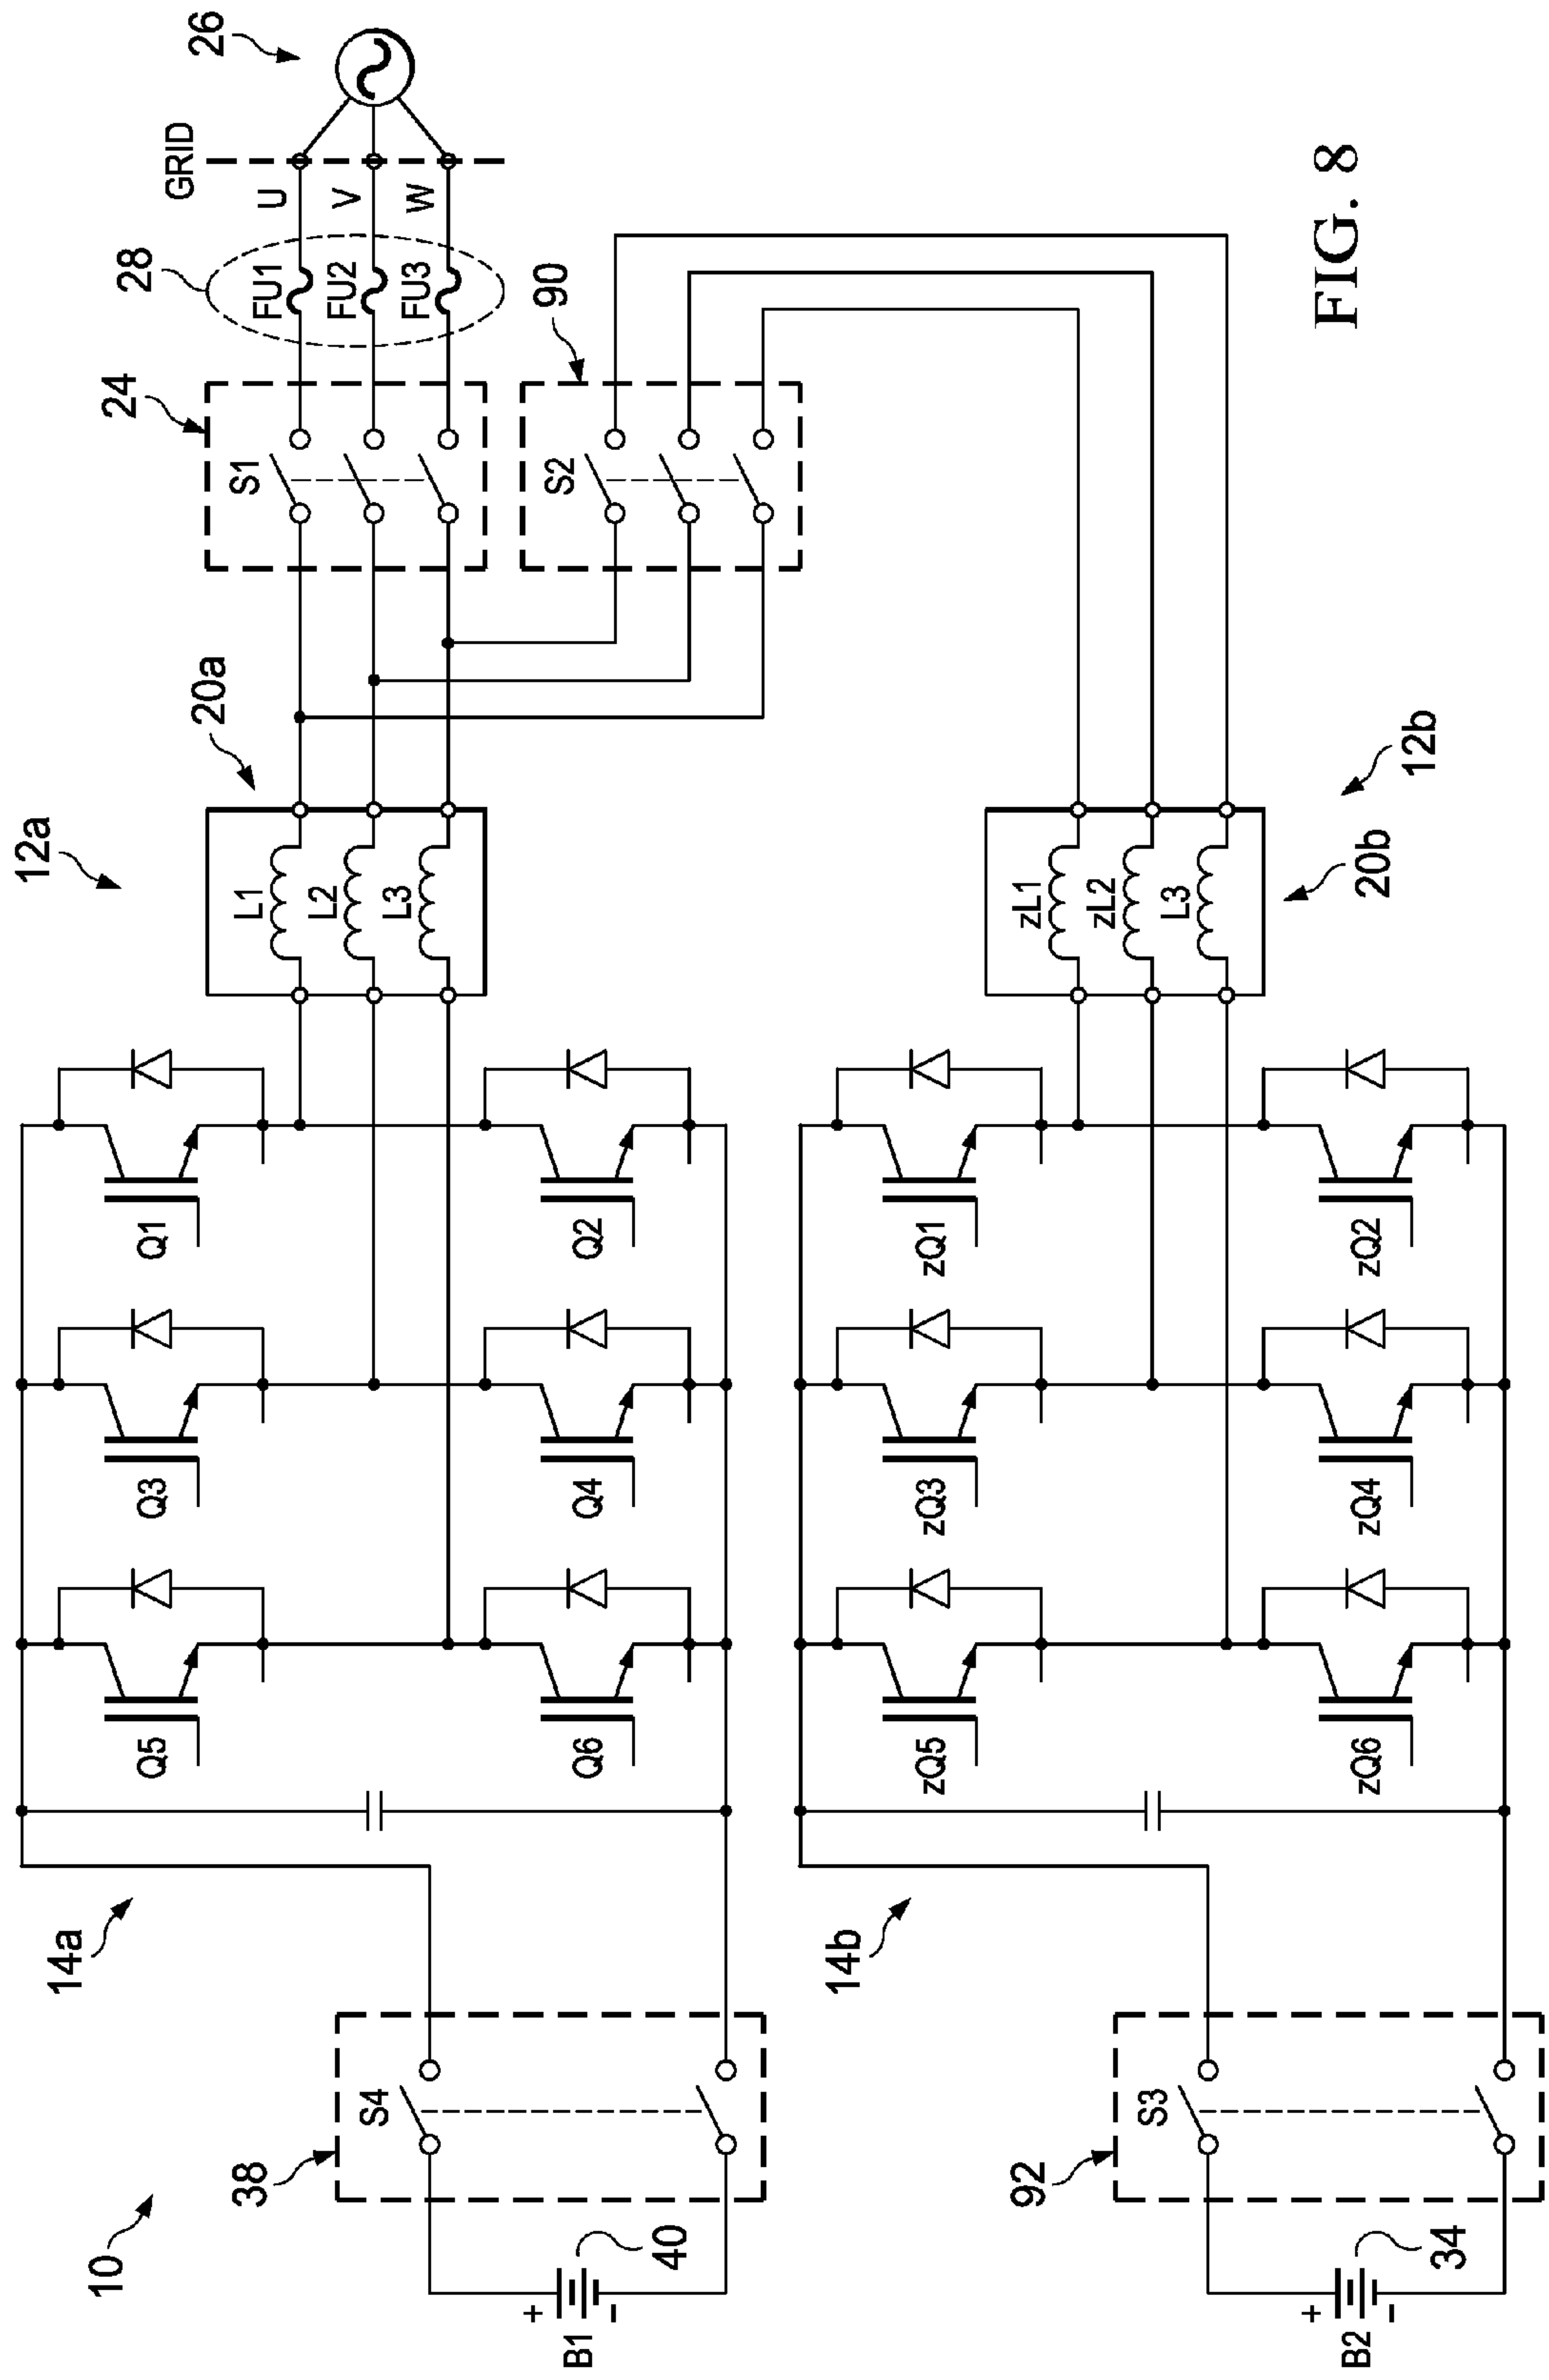 10
14a
12a
20a
24
28
GRID
26
U
V
W
FU1
FU2
FU3
S1
L1
L2
L3
Q5
Q3
Q1
Q6
Q4
Q2
38
S4
B1
+
-
40
90
S2
14b
zQ5
zQ3
zQ1
zQ6
zQ4
zQ2
zL1
zL2
L3
20b
12b
92
S3
B2
+
-
34
FIG. 8